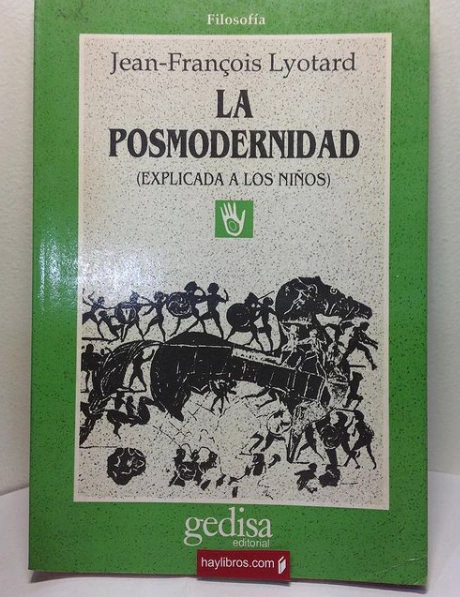 Filosofía
Jean-François Lyotard
LA
POSMODERNIDAD
(EXPLICADA A LOS NIÑOS)
gedisa
editorial
haylibros.com